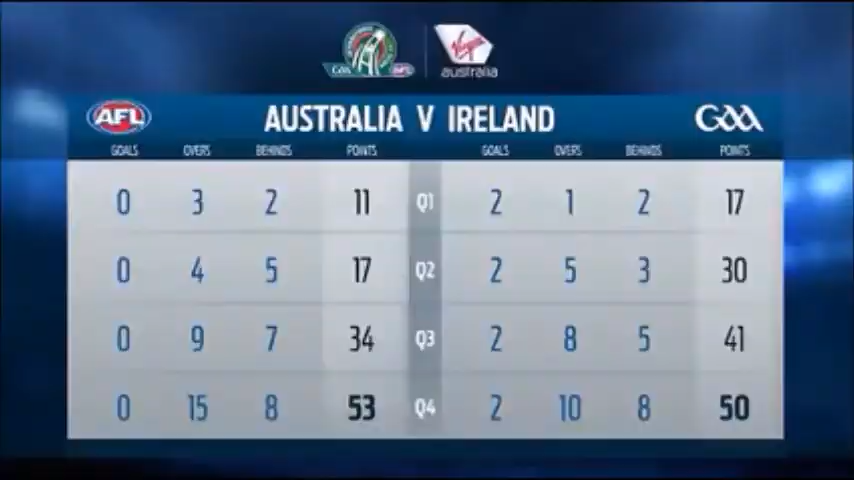 GAA AFL Virgin
australia
AFL AUSTRALIA V IRELAND GAA
GOALS OVERS BEHINDS POINTS GOALS OVERS BEHINDS POINTS
0 3 2 11 Q1 2 1 2 17
0 4 5 17 Q2 2 5 3 30
0 9 7 34 Q3 2 8 5 41
0 15 8 53 Q4 2 10 8 50